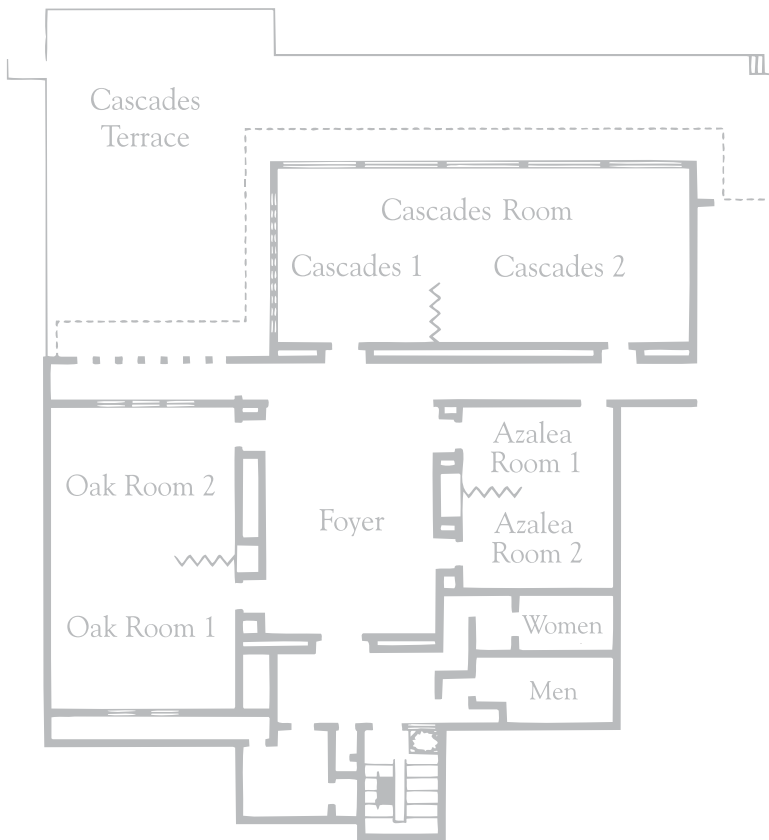 Cascades
Terrace
Cascades Room
Cascades 1
Cascades 2
Azalea
Room 1
Oak Room 2
Foyer
Azalea
Room 2
Oak Room 1
Women
Men